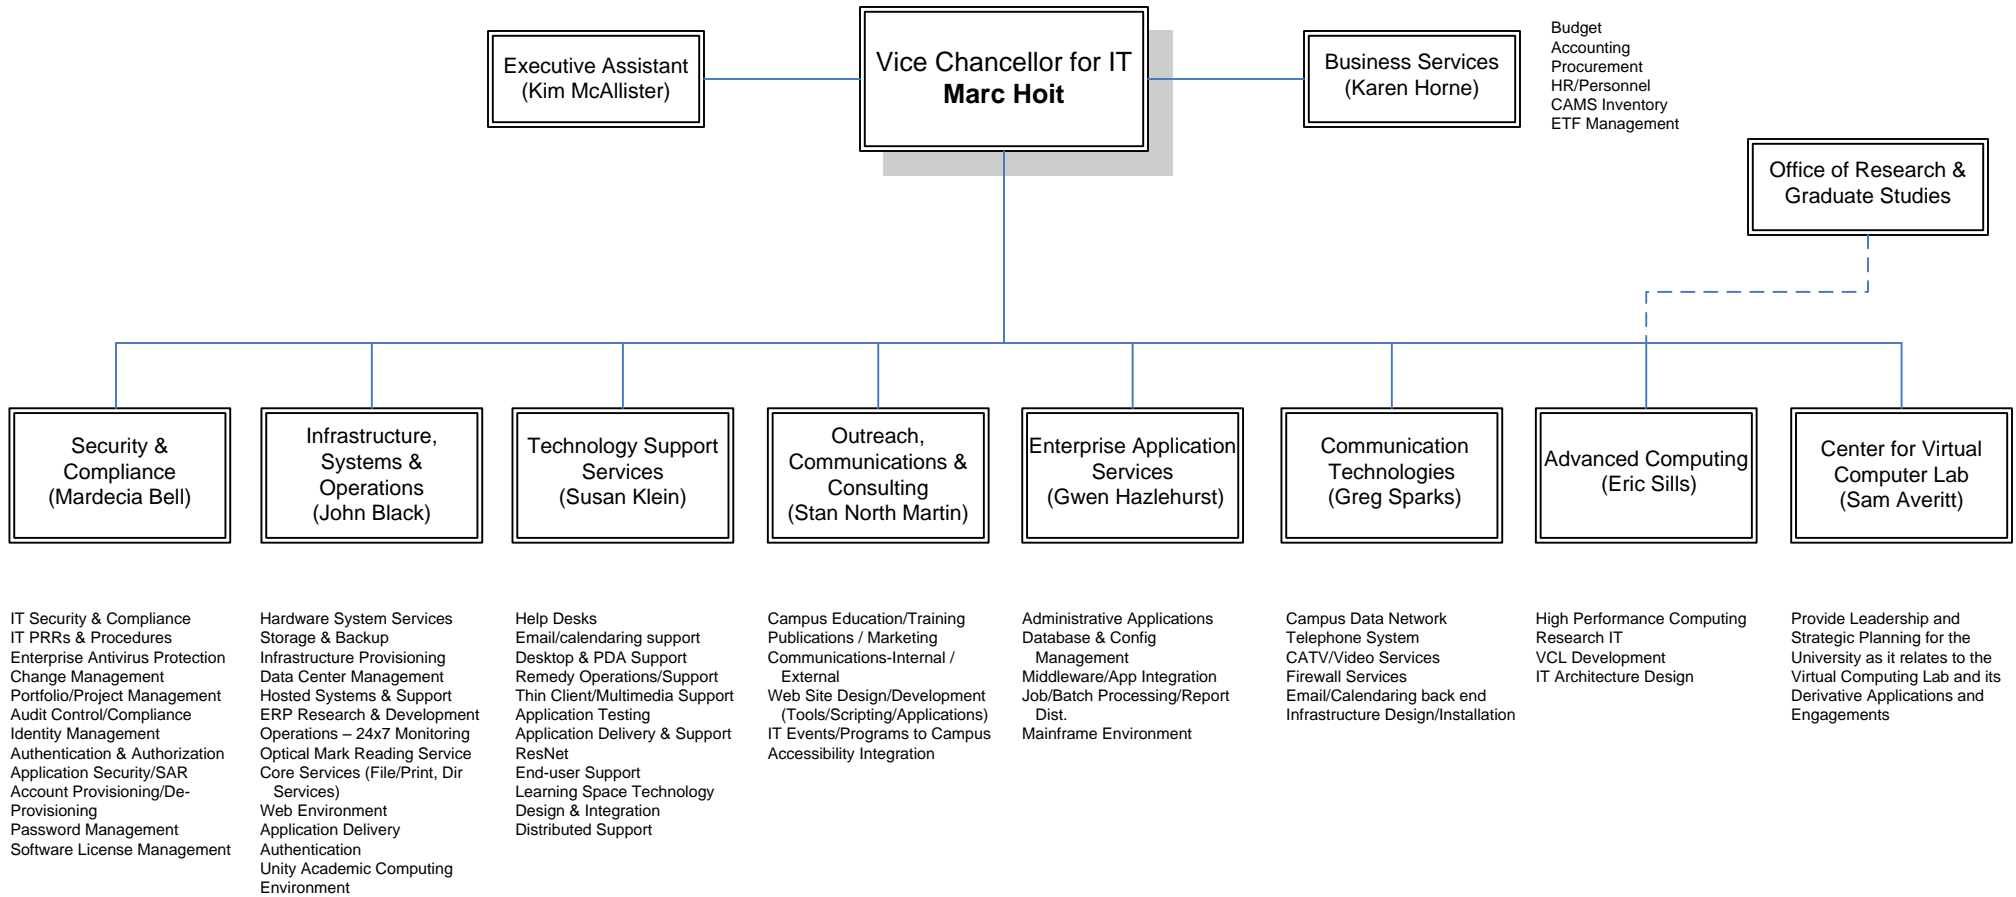 Executive Assistant
(Kim McAllister)
Vice Chancellor for IT
Marc Hoit
Business Services
(Karen Horne)
Budget
Accounting
Procurement
HR/Personnel
CAMS Inventory
ETF Management
Office of Research &
Graduate Studies
Security &
Compliance
(Mardecia Bell)
Infrastructure,
Systems &
Operations
(John Black)
Technology Support
Services
(Susan Klein)
Outreach,
Communications &
Consulting
(Stan North Martin)
Enterprise Application
Services
(Gwen Hazlehurst)
Communication
Technologies
(Greg Sparks)
Advanced Computing
(Eric Sills)
Center for Virtual
Computer Lab
(Sam Averitt)
IT Security & Compliance
IT PRRs & Procedures
Enterprise Antivirus Protection
Change Management
Portfolio/Project Management
Audit Control/Compliance
Identity Management
Authentication & Authorization
Application Security/SAR
Account Provisioning/De-
Provisioning
Password Management
Software License Management
Hardware System Services
Storage & Backup
Infrastructure Provisioning
Data Center Management
Hosted Systems & Support
ERP Research & Development
Operations – 24x7 Monitoring
Optical Mark Reading Service
Core Services (File/Print, Dir
Services)
Web Environment
Application Delivery
Authentication
Unity Academic Computing
Environment
Help Desks
Email/calendaring support
Desktop & PDA Support
Remedy Operations/Support
Thin Client/Multimedia Support
Application Testing
Application Delivery & Support
ResNet
End-user Support
Learning Space Technology
Design & Integration
Distributed Support
Campus Education/Training
Publications / Marketing
Communications-Internal /
External
Web Site Design/Development
(Tools/Scripting/Applications)
IT Events/Programs to Campus
Accessibility Integration
Administrative Applications
Database & Config
Management
Middleware/App Integration
Job/Batch Processing/Report
Dist.
Mainframe Environment
Campus Data Network
Telephone System
CATV/Video Services
Firewall Services
Email/Calendaring back end
Infrastructure Design/Installation
High Performance Computing
Research IT
VCL Development
IT Architecture Design
Provide Leadership and
Strategic Planning for the
University as it relates to the
Virtual Computing Lab and its
Derivative Applications and
Engagements